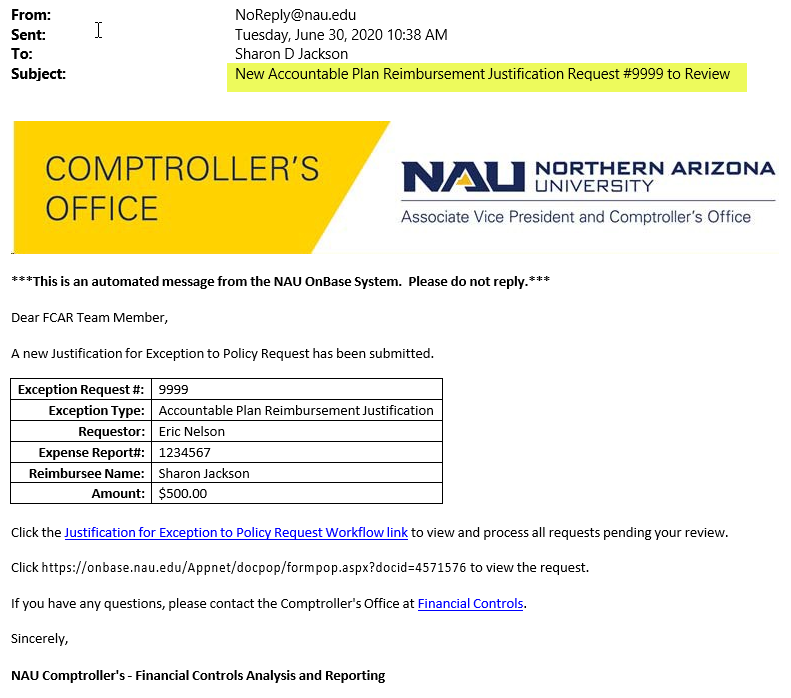 From: NoReply@nau.edu
Sent: Tuesday, June 30, 2020 10:38 AM
To: Sharon D Jackson
Subject: New Accountable Plan Reimbursement Justification Request #9999 to Review
COMPTROLLER'S
OFFICE
NAU NORTHERN ARIZONA
UNIVERSITY
Associate Vice President and Comptroller's Office
***This is an automated message from the NAU OnBase System.  Please do not reply.***
Dear FCAR Team Member,
A new Justification for Exception to Policy Request has been submitted.
Exception Request #: 9999
Exception Type: Accountable Plan Reimbursement Justification
Requestor: Eric Nelson
Expense Report#: 1234567
Reimbursee Name: Sharon Jackson
Amount: $500.00
Click the Justification for Exception to Policy Request Workflow link to view and process all requests pending your review.
Click https://onbase.nau.edu/Appnet/docpop/formpop.aspx?docid=4571576 to view the request.
If you have any questions, please contact the Comptroller's Office at Financial Controls.
Sincerely,
NAU Comptroller's - Financial Controls Analysis and Reporting